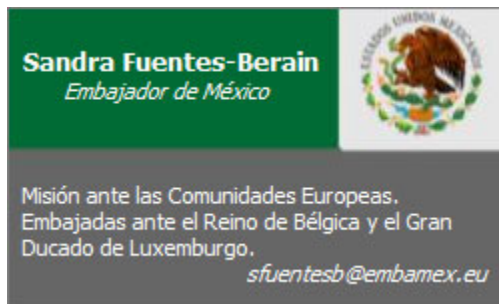 Sandra Fuentes-Berain
Embajador de México
ESTADOS UNIDOS MEXICANOS
Misión ante las Comunidades Europeas.
Embajadas ante el Reino de Bélgica y el Gran
Ducado de Luxemburgo.
sfuentesb@embamex.eu